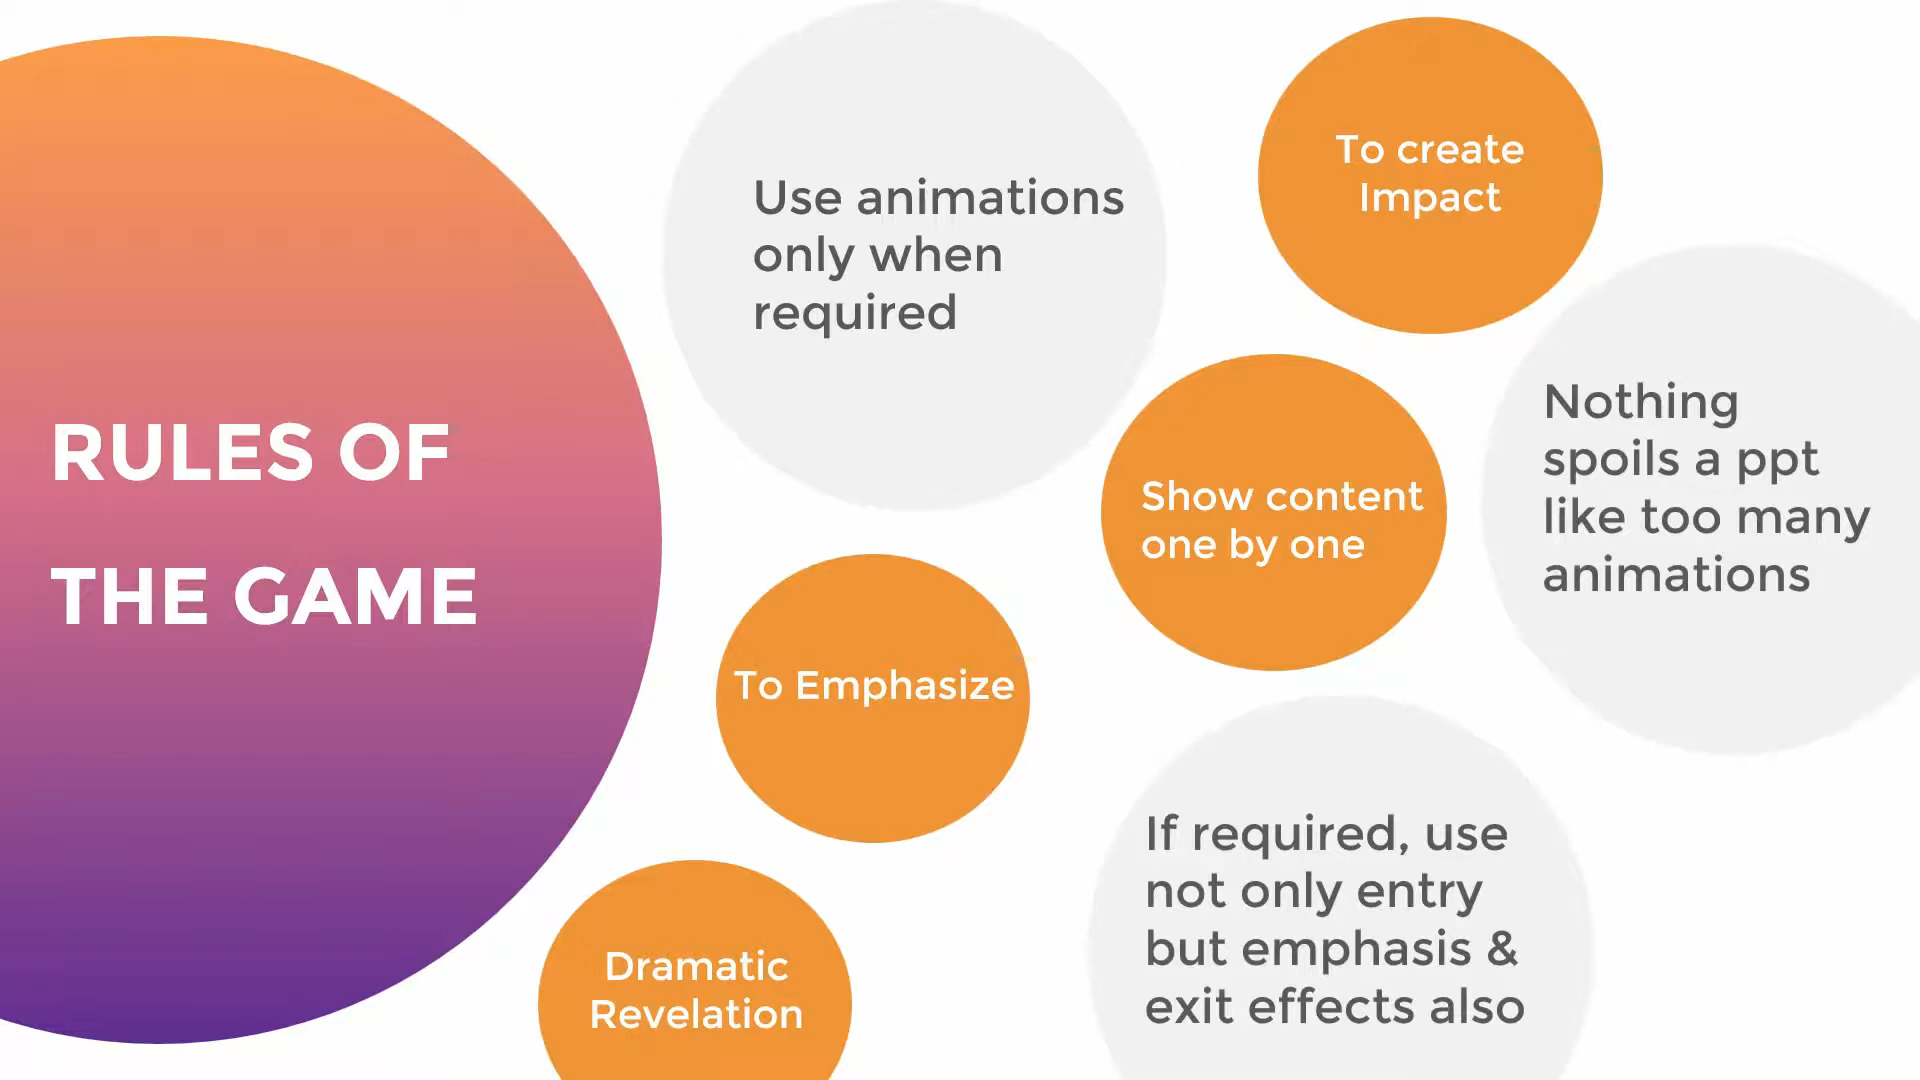 RULES OF
THE GAME
Use animations
only when
required
To create
Impact
Show content
one by one
Nothing
spoils a ppt
like too many
animations
To Emphasize
Dramatic
Revelation
If required, use
not only entry
but emphasis &
exit effects also